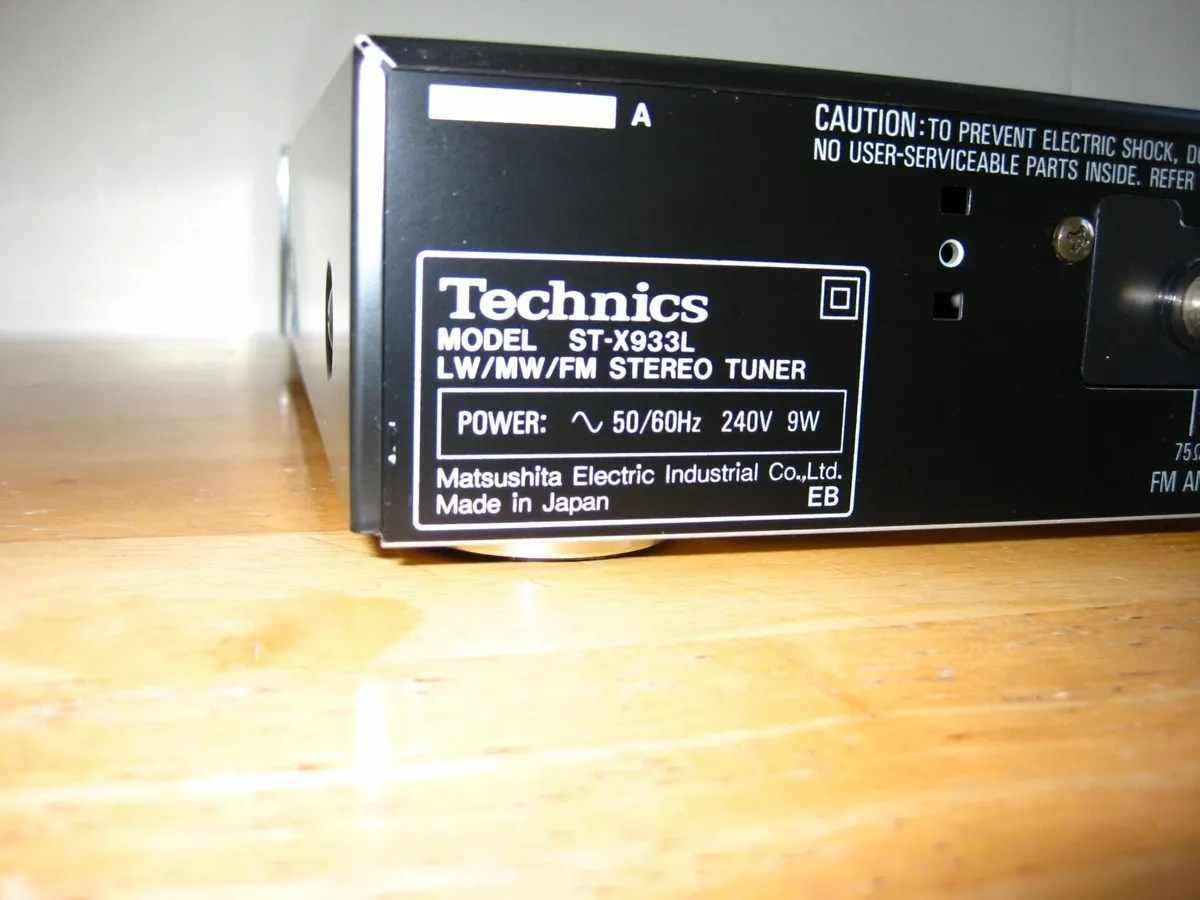 A
CAUTION: TO PREVENT ELECTRIC SHOCK,
NO USER-SERVICEABLE PARTS INSIDE. REFER
Technics
MODEL ST-X933L
LW/MW/FM STEREO TUNER
POWER: ∿ 50/60Hz 240V 9W
Matsushita Electric Industrial Co.,Ltd.
Made in Japan EB
75Ω
FM